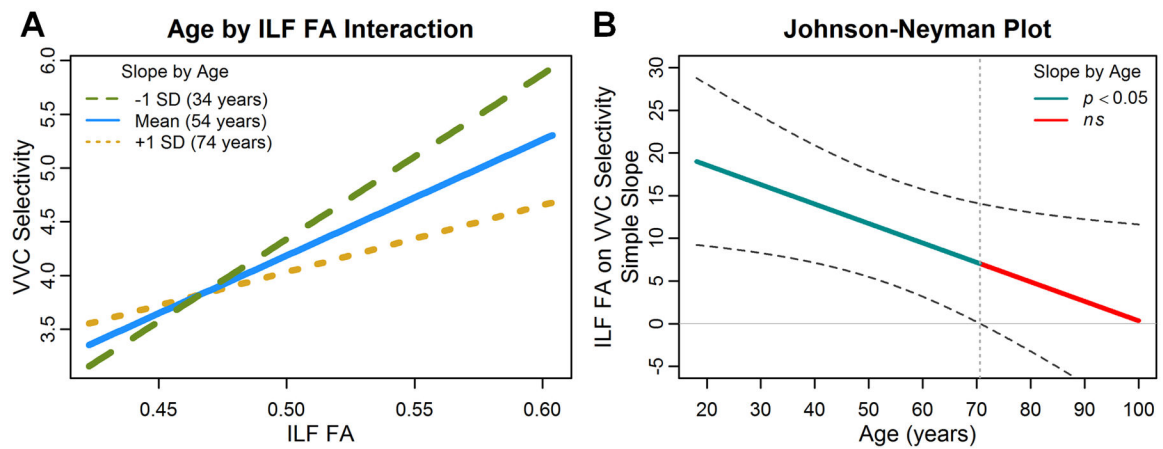 A
Age by ILF FA Interaction
VVC Selectivity
6.0
5.5
5.0
4.5
4.0
3.5
Slope by Age
-1 SD (34 years)
Mean (54 years)
+1 SD (74 years)
0.45
0.50
0.55
0.60
ILF FA
B
Johnson-Neyman Plot
ILF FA on VVC Selectivity
Simple Slope
30
25
20
15
10
5
0
-5
Slope by Age
p < 0.05
ns
20
30
40
50
60
70
80
90
100
Age (years)